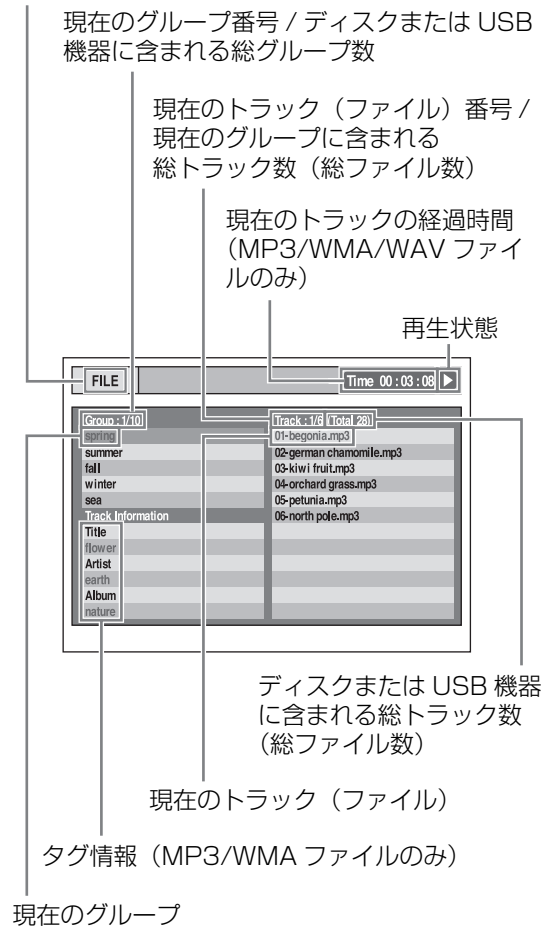 現在のグループ番号 / ディスクまたは USB
機器に含まれる総グループ数
現在のトラック（ファイル）番号 /
現在のグループに含まれる
総トラック数（総ファイル数）
現在のトラックの経過時間
（MP3/WMA/WAV ファイ
ルのみ）
再生状態
FILE
Time 00 : 03 : 08
Group : 1/10
spring
summer
fall
winter
sea
Track Information
Title
flower
Artist
earth
Album
nature
Track : 1/6 (Total 28)
01-begonia.mp3
02-german chamomile.mp3
03-kiwi fruit.mp3
04-orchard grass.mp3
05-petunia.mp3
06-north pole.mp3
ディスクまたは USB 機器
に含まれる総トラック数
（総ファイル数）
現在のトラック（ファイル）
タグ情報（MP3/WMA ファイルのみ）
現在のグループ